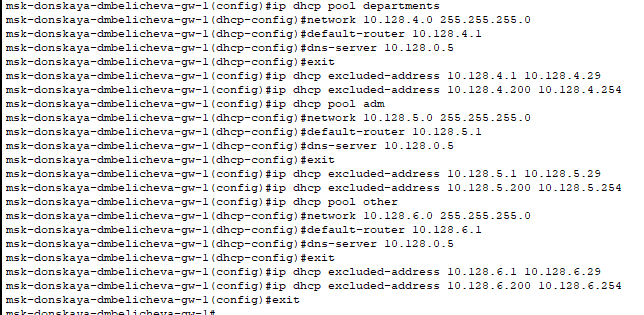 msk-donskaya-dmbelicheva-gw-1(config)#ip dhcp pool departments
msk-donskaya-dmbelicheva-gw-1(dhcp-config)#network 10.128.4.0 255.255.255.0
msk-donskaya-dmbelicheva-gw-1(dhcp-config)#default-router 10.128.4.1
msk-donskaya-dmbelicheva-gw-1(dhcp-config)#dns-server 10.128.0.5
msk-donskaya-dmbelicheva-gw-1(dhcp-config)#exit
msk-donskaya-dmbelicheva-gw-1(config)#ip dhcp excluded-address 10.128.4.1 10.128.4.29
msk-donskaya-dmbelicheva-gw-1(config)#ip dhcp excluded-address 10.128.4.200 10.128.4.254
msk-donskaya-dmbelicheva-gw-1(config)#ip dhcp pool adm
msk-donskaya-dmbelicheva-gw-1(dhcp-config)#network 10.128.5.0 255.255.255.0
msk-donskaya-dmbelicheva-gw-1(dhcp-config)#default-router 10.128.5.1
msk-donskaya-dmbelicheva-gw-1(dhcp-config)#dns-server 10.128.0.5
msk-donskaya-dmbelicheva-gw-1(dhcp-config)#exit
msk-donskaya-dmbelicheva-gw-1(config)#ip dhcp excluded-address 10.128.5.1 10.128.5.29
msk-donskaya-dmbelicheva-gw-1(config)#ip dhcp excluded-address 10.128.5.200 10.128.5.254
msk-donskaya-dmbelicheva-gw-1(config)#ip dhcp pool other
msk-donskaya-dmbelicheva-gw-1(dhcp-config)#network 10.128.6.0 255.255.255.0
msk-donskaya-dmbelicheva-gw-1(dhcp-config)#default-router 10.128.6.1
msk-donskaya-dmbelicheva-gw-1(dhcp-config)#dns-server 10.128.0.5
msk-donskaya-dmbelicheva-gw-1(dhcp-config)#exit
msk-donskaya-dmbelicheva-gw-1(config)#ip dhcp excluded-address 10.128.6.1 10.128.6.29
msk-donskaya-dmbelicheva-gw-1(config)#ip dhcp excluded-address 10.128.6.200 10.128.6.254
msk-donskaya-dmbelicheva-gw-1(config)#exit
msk-donskaya-dmbelicheva-gw-1#